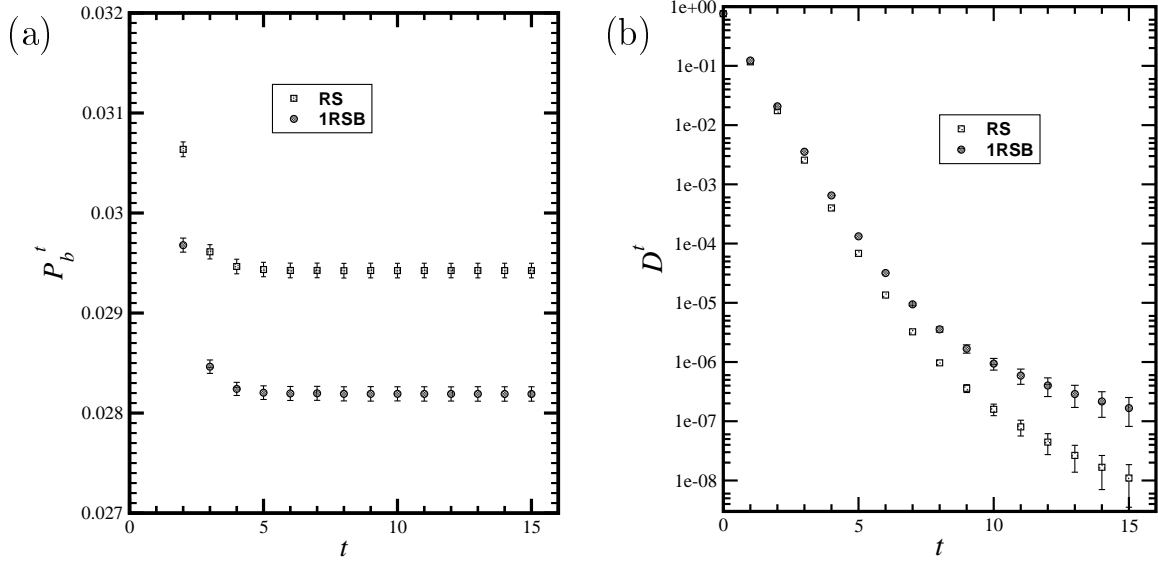 (a)
0.032
0.031
0.03
0.029
0.028
0.027
P_b^t
RS
1RSB
0 5 10 15
t
(b)
1e+00
1e-01
1e-02
1e-03
1e-04
1e-05
1e-06
1e-07
1e-08
D^t
RS
1RSB
0 5 10 15
t